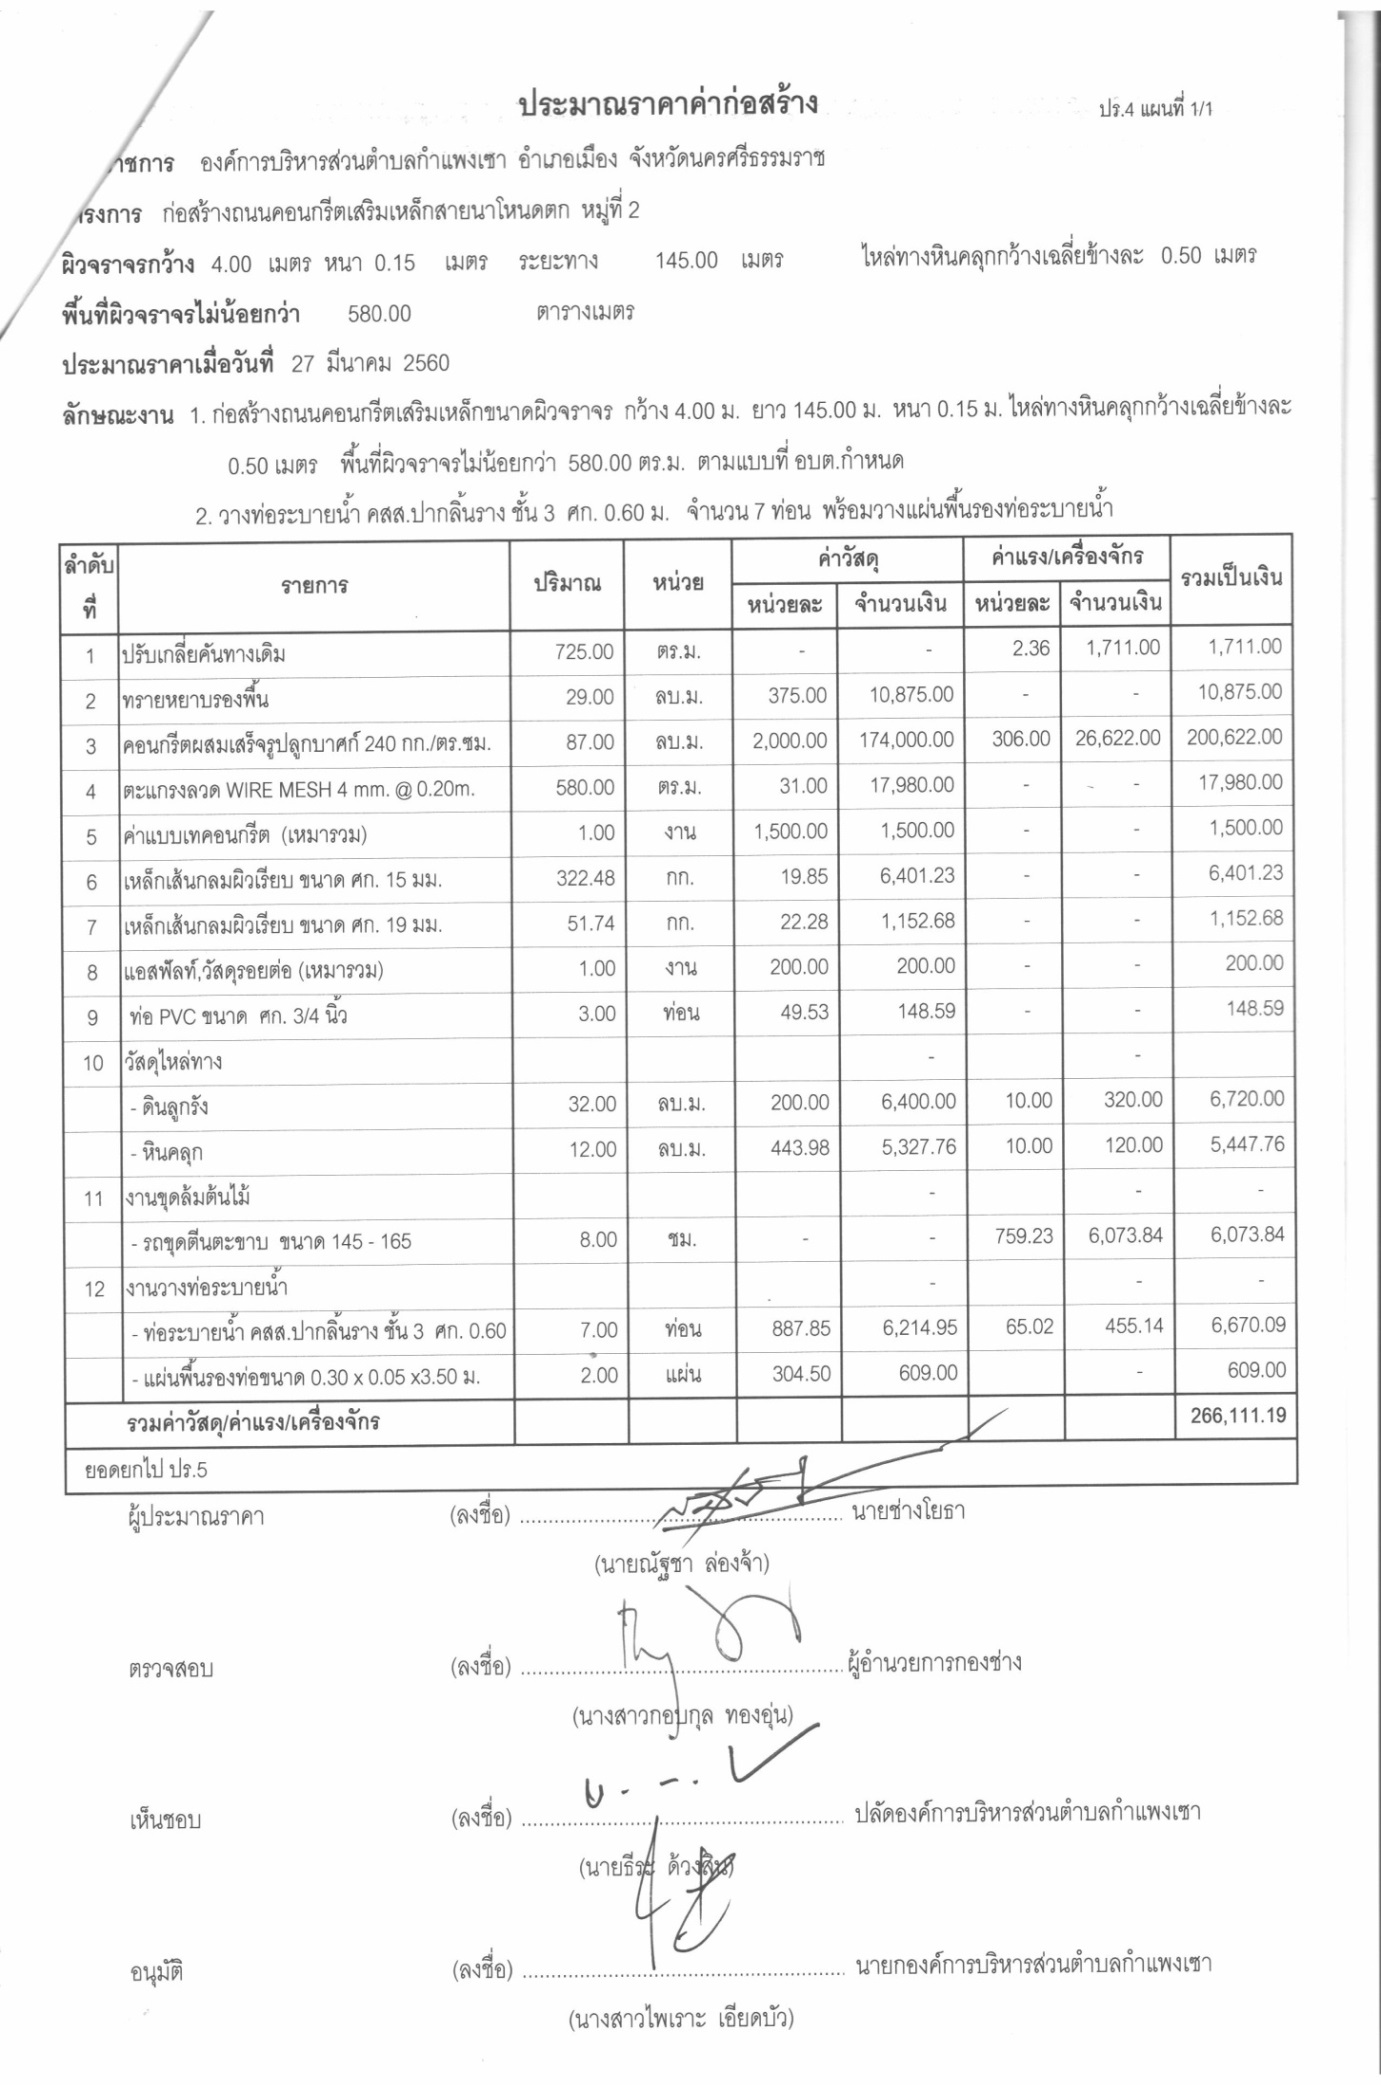 ประมาณราคาค่าก่อสร้าง
ปร.4 แผนที่ 1/1
าชการ องค์การบริหารส่วนตำบลกำแพงเซา อำเภอเมือง จังหวัดนครศรีธรรมราช
รงการ ก่อสร้างถนนคอนกรีตเสริมเหล็กสายนาโหนดตก หมู่ที่ 2
ผิวจราจรกว้าง 4.00 เมตร หนา 0.15 เมตร ระยะทาง 145.00 เมตร ไหล่ทางหินคลุกกว้างเฉลี่ยข้างละ 0.50 เมตร
พื้นที่ผิวจราจรไม่น้อยกว่า 580.00 ตารางเมตร
ประมาณราคาเมื่อวันที่ 27 มีนาคม 2560
ลักษณะงาน 1. ก่อสร้างถนนคอนกรีตเสริมเหล็กขนาดผิวจราจร กว้าง 4.00 ม. ยาว 145.00 ม. หนา 0.15 ม. ไหล่ทางหินคลุกกว้างเฉลี่ยข้างละ
0.50 เมตร พื้นที่ผิวจราจรไม่น้อยกว่า 580.00 ตร.ม. ตามแบบที่ อบต.กำหนด
2. วางท่อระบายน้ำ คสส.ปากลิ้นราง ชั้น 3 ศก. 0.60 ม. จำนวน 7 ท่อน พร้อมวางแผ่นพื้นรองท่อระบายน้ำ
ลำดับที่ รายการ ปริมาณ หน่วย ค่าวัสดุ ค่าแรง/เครื่องจักร รวมเป็นเงิน
หน่วยละ จำนวนเงิน หน่วยละ จำนวนเงิน
1 ปรับเกลี่ยคันทางเดิม 725.00 ตร.ม. - - 2.36 1,711.00 1,711.00
2 ทรายหยาบรองพื้น 29.00 ลบ.ม. 375.00 10,875.00 - - 10,875.00
3 คอนกรีตผสมเสร็จรูปลูกบาศก์ 240 กก./ตร.ซม. 87.00 ลบ.ม. 2,000.00 174,000.00 306.00 26,622.00 200,622.00
4 ตะแกรงลวด WIRE MESH 4 mm. @ 0.20m. 580.00 ตร.ม. 31.00 17,980.00 - - 17,980.00
5 ค่าแบบเทคอนกรีต (เหมารวม) 1.00 งาน 1,500.00 1,500.00 - - 1,500.00
6 เหล็กเส้นกลมผิวเรียบ ขนาด ศก. 15 มม. 322.48 กก. 19.85 6,401.23 - - 6,401.23
7 เหล็กเส้นกลมผิวเรียบ ขนาด ศก. 19 มม. 51.74 กก. 22.28 1,152.68 - - 1,152.68
8 แอสฟัลท์,วัสดุรอยต่อ (เหมารวม) 1.00 งาน 200.00 200.00 - - 200.00
9 ท่อ PVC ขนาด ศก. 3/4 นิ้ว 3.00 ท่อน 49.53 148.59 - - 148.59
10 วัสดุไหล่ทาง - -
- ดินลูกรัง 32.00 ลบ.ม. 200.00 6,400.00 10.00 320.00 6,720.00
- หินคลุก 12.00 ลบ.ม. 443.98 5,327.76 10.00 120.00 5,447.76
11 งานขุดล้มต้นไม้ - - -
- รถขุดตีนตะขาบ ขนาด 145 - 165 8.00 ชม. - - 759.23 6,073.84 6,073.84
12 งานวางท่อระบายน้ำ - - -
- ท่อระบายน้ำ คสส.ปากลิ้นราง ชั้น 3 ศก. 0.60 7.00 ท่อน 887.85 6,214.95 65.02 455.14 6,670.09
- แผ่นพื้นรองท่อขนาด 0.30 x 0.05 x3.50 ม. 2.00 แผ่น 304.50 609.00 - 609.00
รวมค่าวัสดุ/ค่าแรง/เครื่องจักร 266,111.19
ยอดยกไป ปร.5
ผู้ประมาณราคา (ลงชื่อ) ........................ นายช่างโยธา
(นายณัฐชา ล่องจ้า)
ตรวจสอบ (ลงชื่อ) ........................ ผู้อำนวยการกองช่าง
(นางสาวกอบกุล ทองอุ่น)
เห็นชอบ (ลงชื่อ) ........................ ปลัดองค์การบริหารส่วนตำบลกำแพงเซา
(นายธีระ ด้วงสิน)
อนุมัติ (ลงชื่อ) ........................ นายกองค์การบริหารส่วนตำบลกำแพงเซา
(นางสาวไพเราะ เอียดบัว)